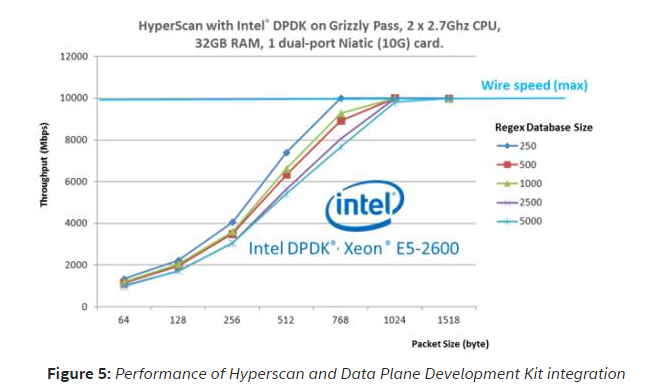 HyperScan with Intel® DPDK on Grizzly Pass, 2 x 2.7Ghz CPU,
32GB RAM, 1 dual-port Niatic (10G) card.
Throughput (Mbps)
12000
10000
8000
6000
4000
2000
0
Wire speed (max)
Regex Database Size
250
500
1000
2500
5000
intel®
Intel DPDK®, Xeon® E5-2600
64 128 256 512 768 1024 1518
Packet Size (byte)
Figure 5: Performance of Hyperscan and Data Plane Development Kit integration